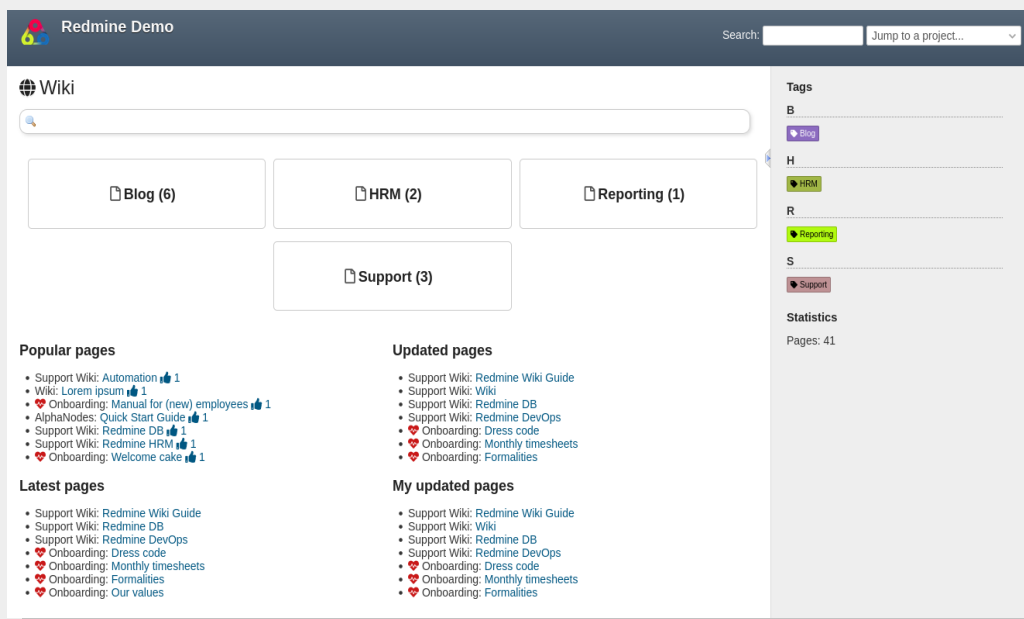 Redmine Demo
Search:
Jump to a project...
Wiki
Blog (6)
HRM (2)
Reporting (1)
Support (3)
Popular pages
Support Wiki: Automation 1
Wiki: Lorem ipsum 1
Onboarding: Manual for (new) employees 1
AlphaNodes: Quick Start Guide 1
Support Wiki: Redmine DB 1
Support Wiki: Redmine HRM 1
Onboarding: Welcome cake 1
Updated pages
Support Wiki: Redmine Wiki Guide
Support Wiki: Wiki
Support Wiki: Redmine DB
Support Wiki: Redmine DevOps
Onboarding: Dress code
Onboarding: Monthly timesheets
Onboarding: Formalities
Latest pages
Support Wiki: Redmine Wiki Guide
Support Wiki: Redmine DB
Support Wiki: Redmine DevOps
Onboarding: Dress code
Onboarding: Monthly timesheets
Onboarding: Formalities
Onboarding: Our values
My updated pages
Support Wiki: Redmine Wiki Guide
Support Wiki: Wiki
Support Wiki: Redmine DB
Support Wiki: Redmine DevOps
Onboarding: Dress code
Onboarding: Monthly timesheets
Onboarding: Formalities
Tags
B
Blog
H
HRM
R
Reporting
S
Support
Statistics
Pages: 41